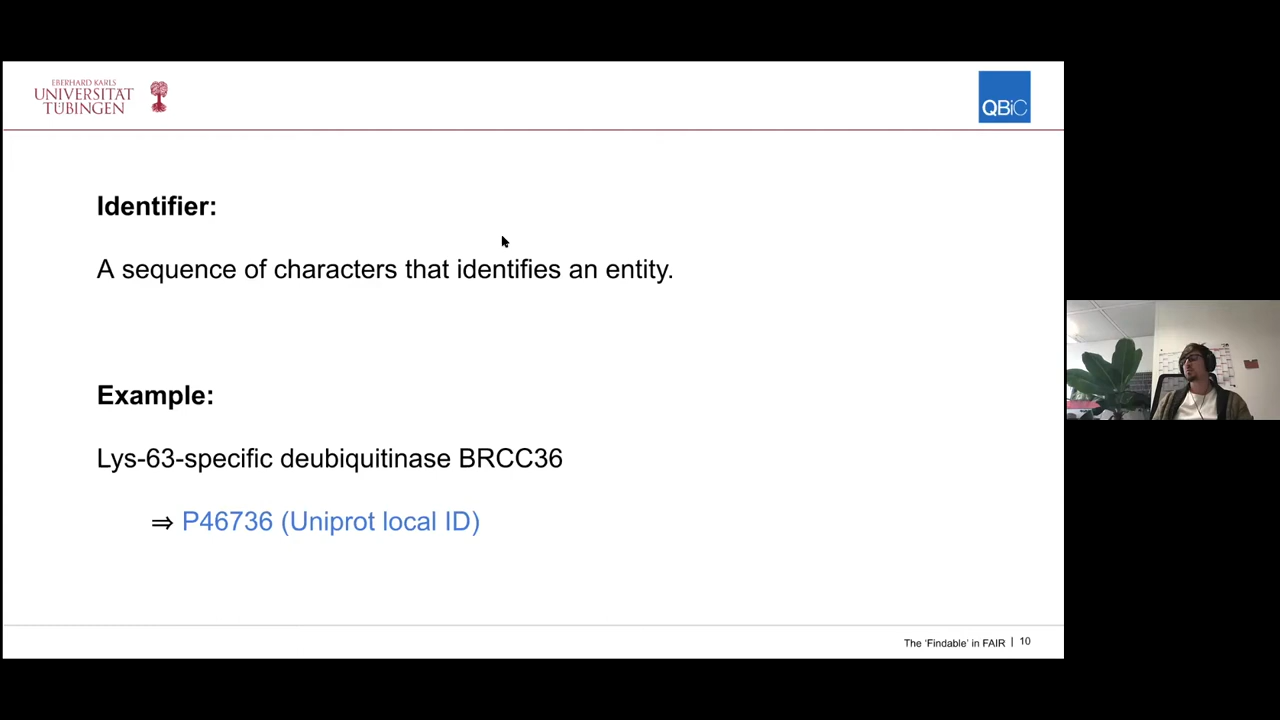 EBERHARD KARLS
UNIVERSITÄT
TÜBINGEN
QBiC
Identifier:
A sequence of characters that identifies an entity.
Example:
Lys-63-specific deubiquitinase BRCC36
⇒ P46736 (Uniprot local ID)
The 'Findable' in FAIR | 10